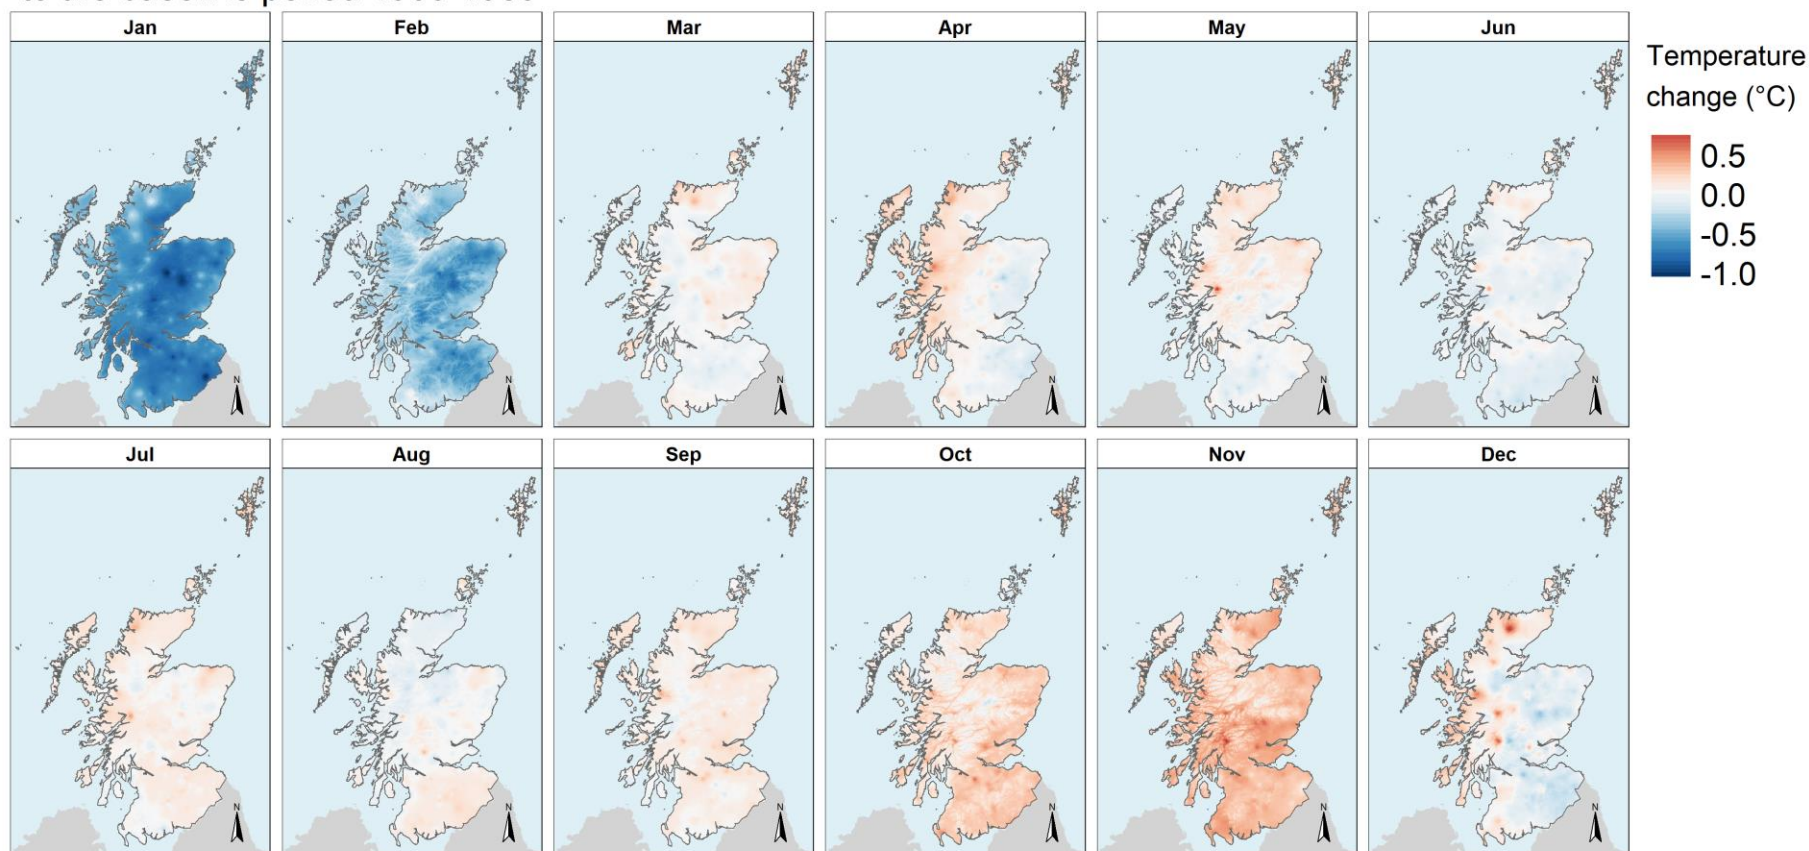 Jan
Feb
Mar
Apr
May
Jun
Temperature
change (°C)
0.5
0.0
-0.5
-1.0
N
N
N
N
N
N
Jul
Aug
Sep
Oct
Nov
Dec
N
N
N
N
N
N